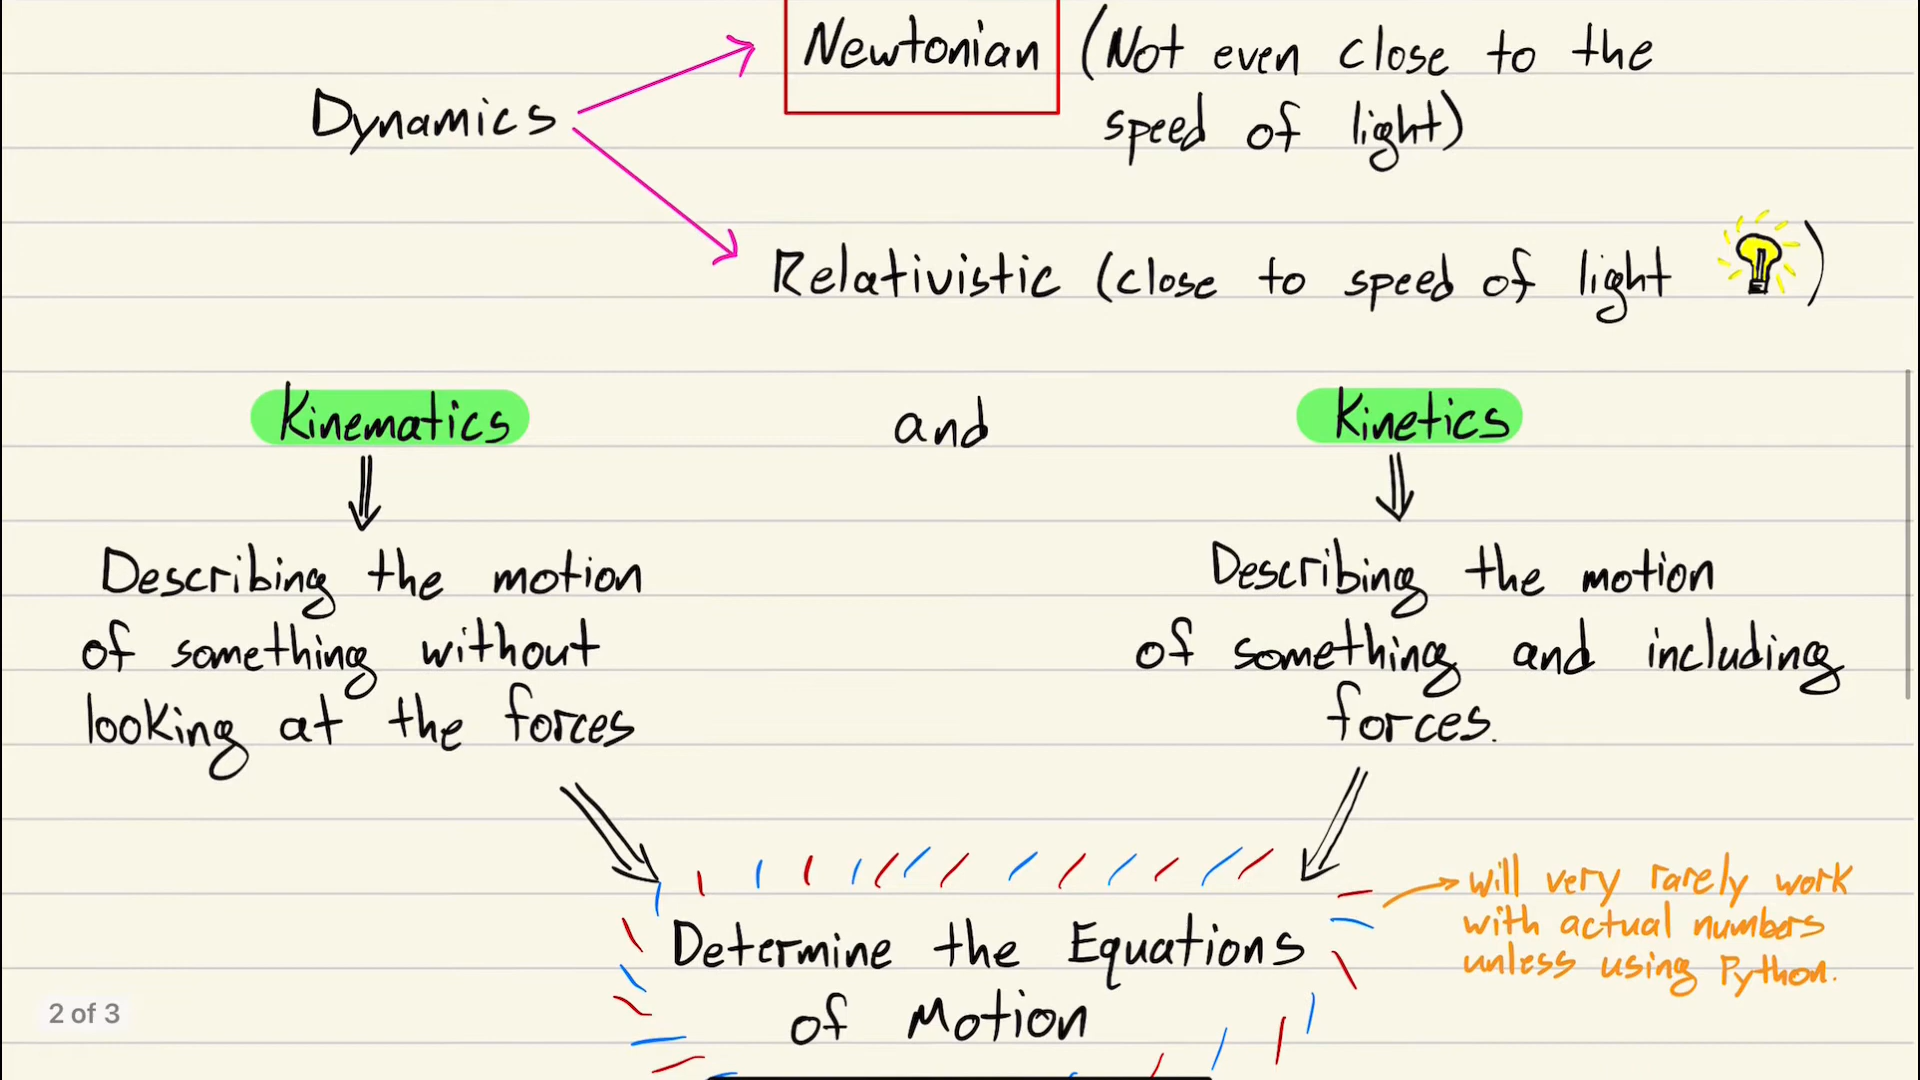 Dynamics
Newtonian (Not even close to the
speed of light)
Relativistic (close to speed of light )
Kinematics and Kinetics
Describing the motion
of something without
looking at the forces
Describing the motion
of something and including
forces.
Determine the Equations
of Motion
will very rarely work
with actual numbers
unless using Python.
2 of 3